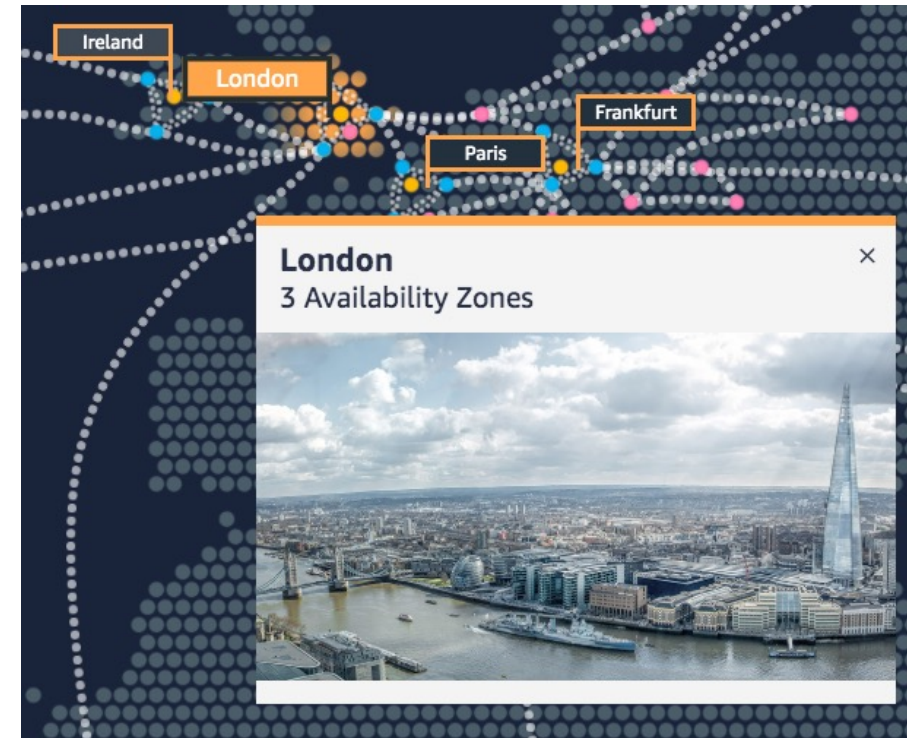 Ireland
London
Frankfurt
Paris
London
3 Availability Zones
×